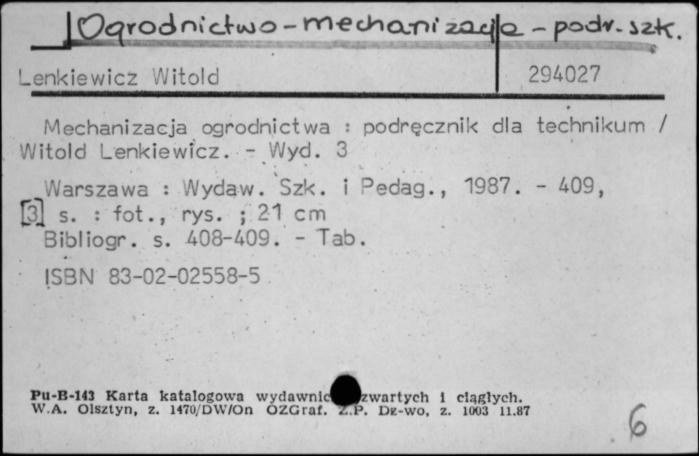 Ogrodnictwo - mechanizacja - podr. szk.
Lenkiewicz Witold 294027
Mechanizacja ogrodnictwa : podręcznik dla technikum /
Witold Lenkiewicz. - Wyd. 3
Warszawa : Wydaw. Szk. i Pedag., 1987. - 409,
[3] s. : fot., rys. ; 21 cm
Bibliogr. s. 408-409. - Tab.
ISBN 83-02-02558-5
Pu-B-143 Karta katalogowa wydawnic zwartych i ciągłych.
W.A. Olsztyn, z. 1470/DW/On OZGraf. Z.P. Dz-wo, z. 1003 11.87
6